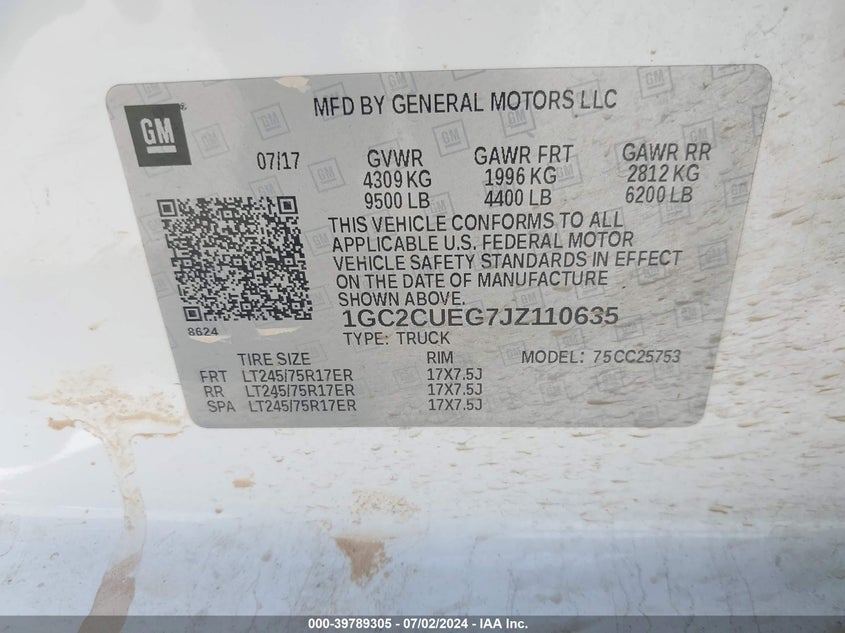 GM
MFD BY GENERAL MOTORS LLC
07/17 GVWR GAWR FRT GAWR RR
4309 KG 1996 KG 2812 KG
9500 LB 4400 LB 6200 LB
THIS VEHICLE CONFORMS TO ALL
APPLICABLE U.S. FEDERAL MOTOR
VEHICLE SAFETY STANDARDS IN EFFECT
ON THE DATE OF MANUFACTURE
SHOWN ABOVE.
8624
1GC2CUEG7JZ110635
TYPE: TRUCK
TIRE SIZE RIM MODEL: 75CC25753
FRT LT245/75R17ER 17X7.5J
RR LT245/75R17ER 17X7.5J
SPA LT245/75R17ER 17X7.5J
000-39789305 - 07/02/2024 - IAA Inc.